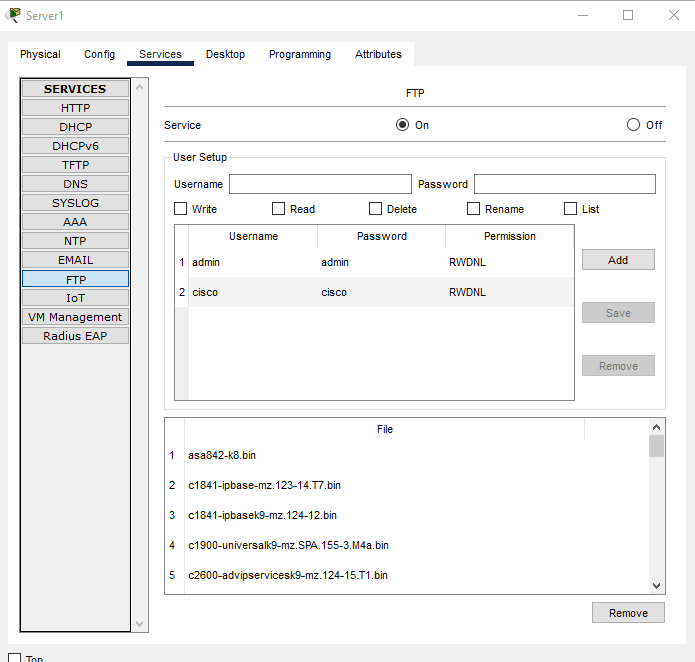 Server1
Physical Config Services Desktop Programming Attributes
SERVICES
HTTP
DHCP
DHCPv6
TFTP
DNS
SYSLOG
AAA
NTP
EMAIL
FTP
IoT
VM Management
Radius EAP
FTP
Service On Off
User Setup
Username Password
Write Read Delete Rename List
Username Password Permission
1 admin admin RWDNL
2 cisco cisco RWDNL
Add
Save
Remove
File
1 asa842-k8.bin
2 c1841-ipbase-mz.123-14.T7.bin
3 c1841-ipbasek9-mz.124-12.bin
4 c1900-universalk9-mz.SPA.155-3.M4a.bin
5 c2600-advipservicesk9-mz.124-15.T1.bin
Remove
Top